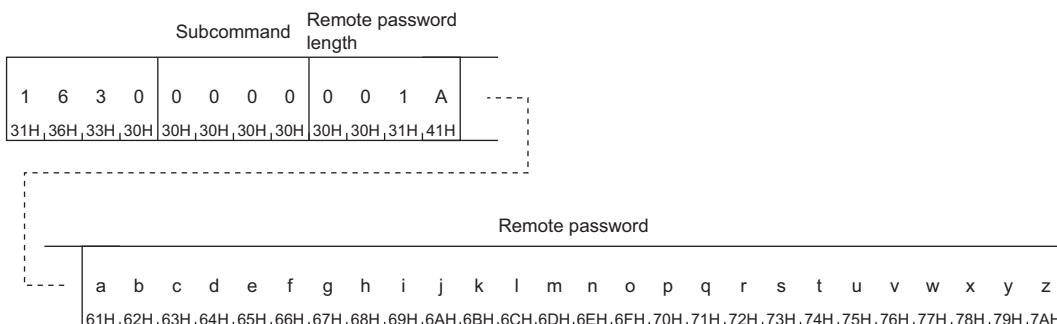 Subcommand Remote password length
1 6 3 0 0 0 0 0 0 0 1 A
31H 36H 33H 30H 30H 30H 30H 30H 30H 30H 31H 41H
Remote password
a b c d e f g h i j k l m n o p q r s t u v w x y z
61H 62H 63H 64H 65H 66H 67H 68H 69H 6AH 6BH 6CH 6DH 6EH 6FH 70H 71H 72H 73H 74H 75H 76H 77H 78H 79H 7AH